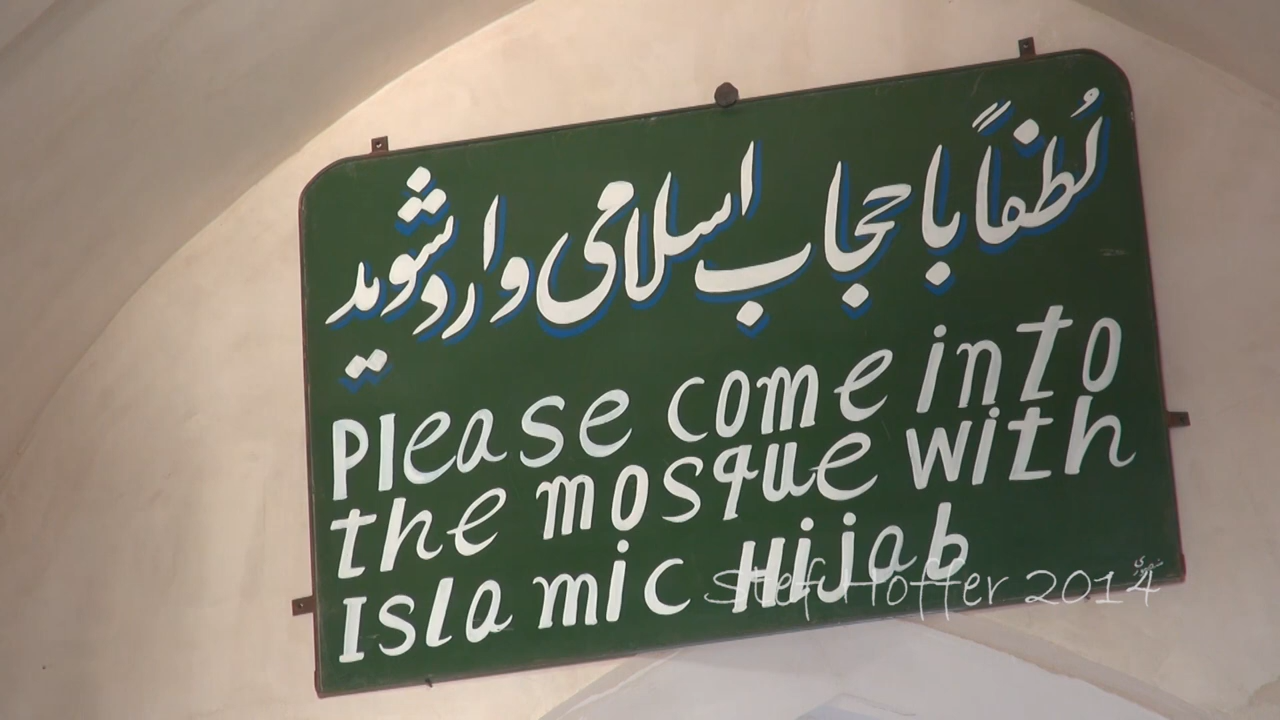 لُطفاً با حجاب اسلامی وارد شوید
Please come into
the mosque with
Islamic Hijab
Stef Hoffer 2014